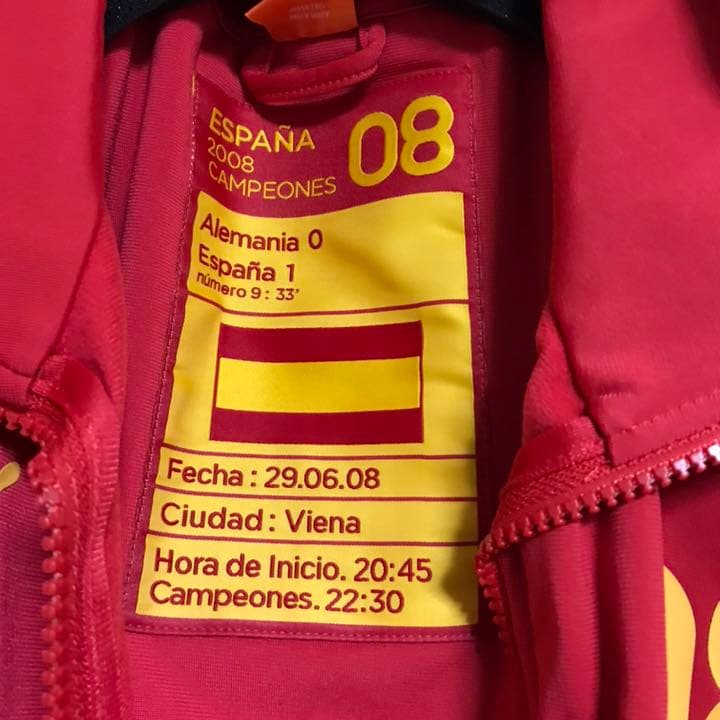 ESPAÑA
2008
CAMPEONES
08
Alemania 0
España 1
número 9: 33'
Fecha : 29.06.08
Ciudad: Viena
Hora de Inicio. 20:45
Campeones. 22:30